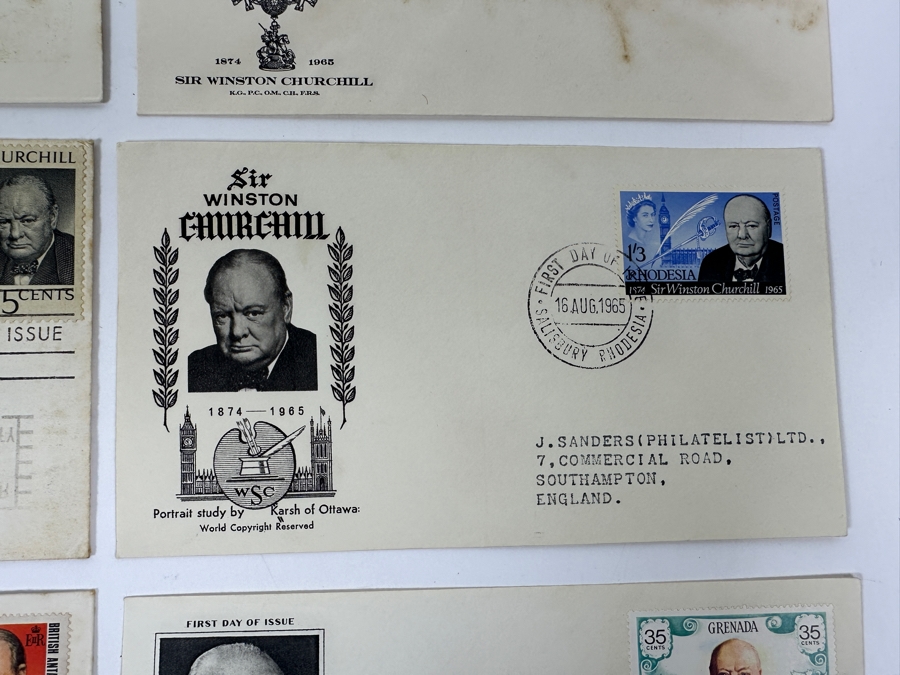 1874 1965
SIR WINSTON CHURCHILL
K.G., P.C., O.M., C.H., F.R.S.
URCHILL
5 CENTS
ISSUE
Sir
WINSTON
CHURCHILL
1874 — 1965
WSC
Portrait study by Karsh of Ottawa:
World Copyright Reserved
POSTAGE
1/3
RHODESIA
1874 Sir Winston Churchill 1965
FIRST DAY OF
16 AUG. 1965
SALISBURY RHODESIA
J. SANDERS (PHILATELIST) LTD.,
7, COMMERCIAL ROAD,
SOUTHAMPTON,
ENGLAND.
EIIR
BRITISH ANT
FIRST DAY OF ISSUE
35 CENTS
GRENADA
35 CENTS